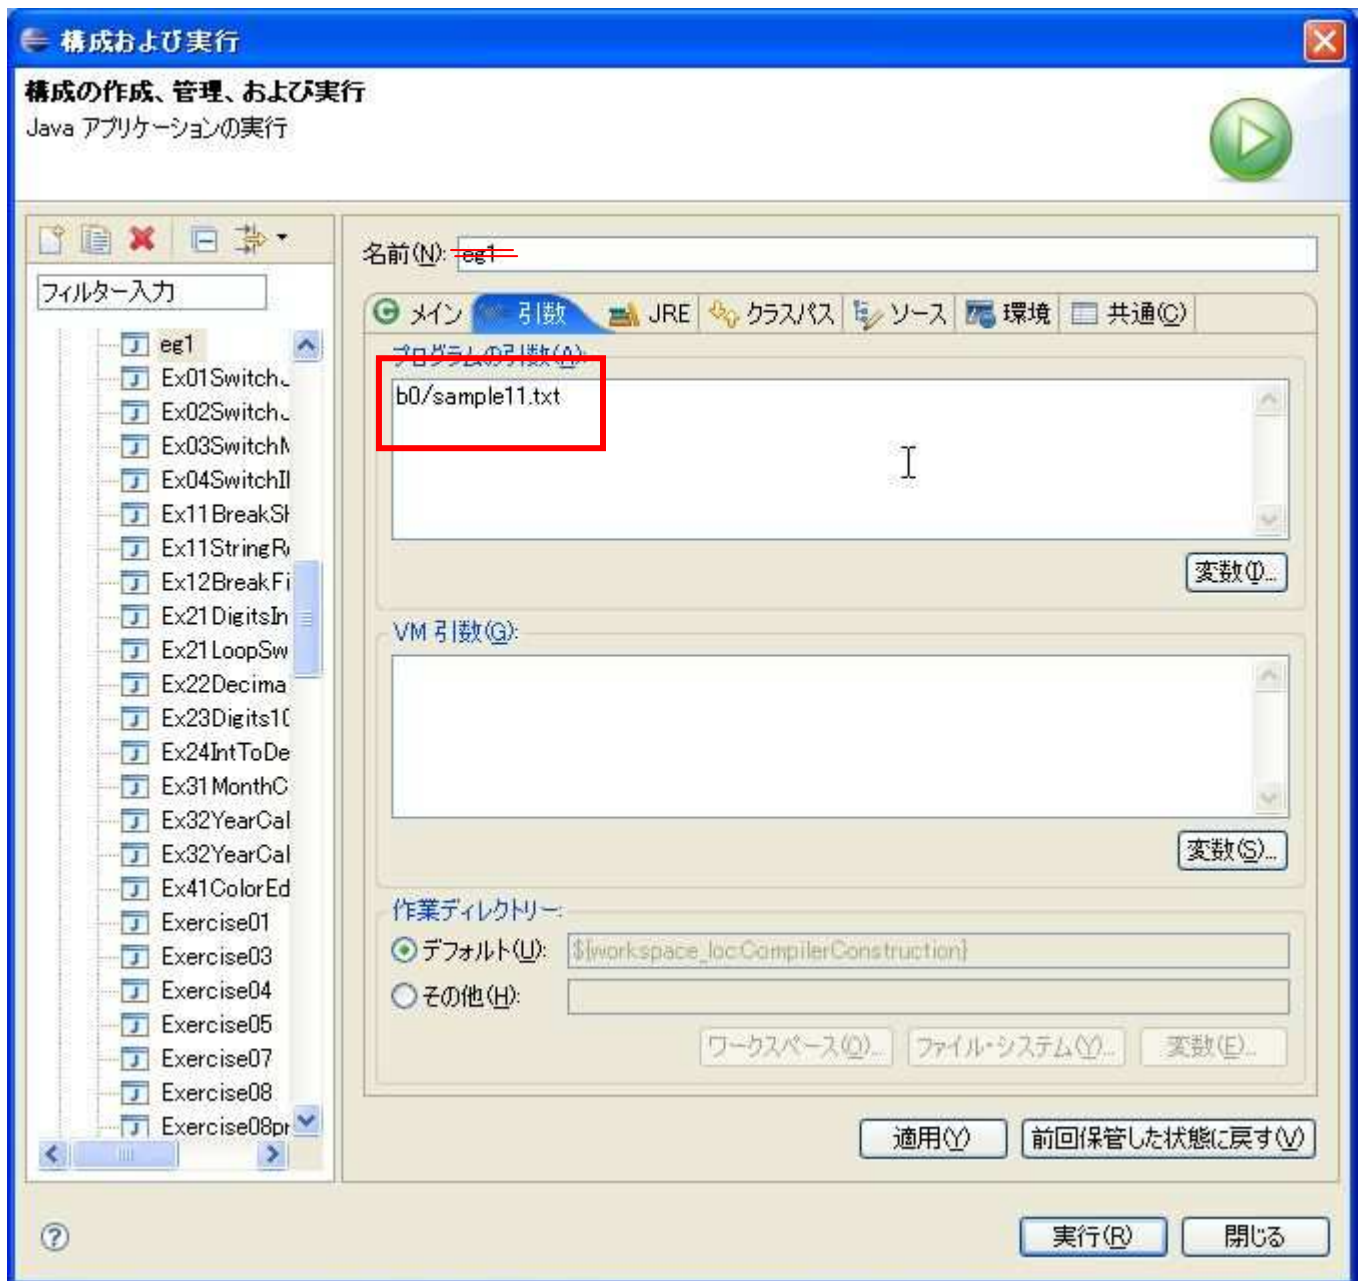 構成および実行
構成の作成、管理、および実行
Java アプリケーションの実行
フィルター入力
eg1
Ex01Switch
Ex02Switch
Ex03Switch
Ex04SwitchI
Ex11BreakS
Ex11StringR
Ex12BreakFi
Ex21DigitsIn
Ex21LoopSw
Ex22Decima
Ex23Digits1
Ex24IntToDe
Ex31MonthC
Ex32YearCal
Ex32YearCal
Ex41ColorEd
Exercise01
Exercise03
Exercise04
Exercise05
Exercise07
Exercise08
Exercise08pr
名前(N): eg1
メイン 引数 JRE クラスパス ソース 環境 共通(C)
プログラムの引数(A):
b0/sample11.txt
変数(I)...
VM 引数(G):
変数(S)...
作業ディレクトリー:
デフォルト(U): ${workspace_loc:CompilerConstruction}
その他(H):
ワークスペース(O)... ファイル・システム(Y)... 変数(E)...
適用(Y) 前回保管した状態に戻す(V)
? 実行(R) 閉じる